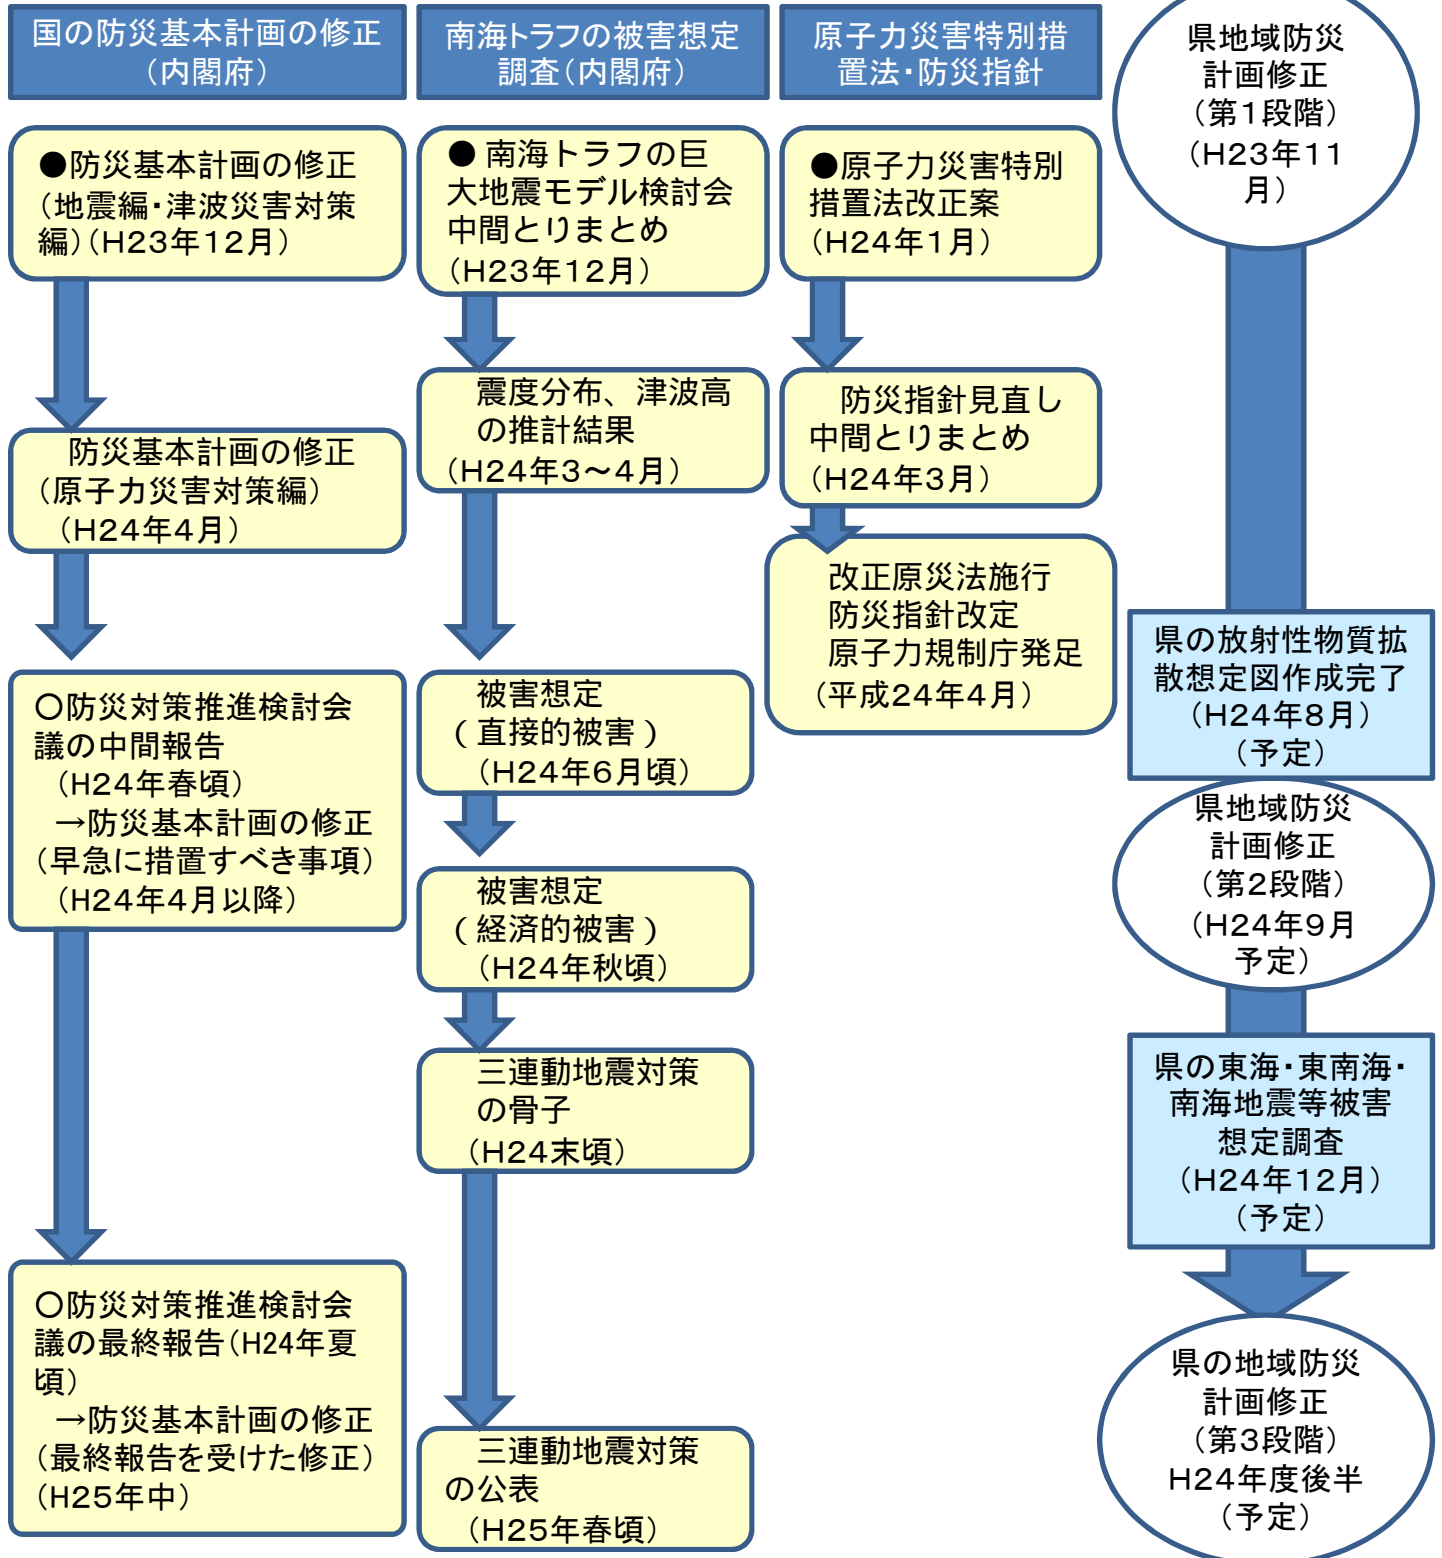 国の防災基本計画の修正
（内閣府）
●防災基本計画の修正
（地震編・津波災害対策
編）（H23年12月）
防災基本計画の修正
（原子力災害対策編）
（H24年4月）
〇防災対策推進検討会
議の中間報告
（H24年春頃）
→防災基本計画の修正
（早急に措置すべき事項）
（H24年4月以降）
〇防災対策推進検討会
議の最終報告（H24年夏
頃）
→防災基本計画の修正
（最終報告を受けた修正）
（H25年中）
南海トラフの被害想定
調査（内閣府）
● 南海トラフの巨
大地震モデル検討会
中間とりまとめ
（H23年12月）
震度分布、津波高
の推計結果
（H24年3～4月）
被害想定
（直接的被害）
（H24年6月頃）
被害想定
（経済的被害）
（H24年秋頃）
三連動地震対策
の骨子
（H24末頃）
三連動地震対策
の公表
（H25年春頃）
原子力災害特別措
置法・防災指針
●原子力災害特別
措置法改正案
（H24年1月）
防災指針見直し
中間とりまとめ
（H24年3月）
改正原災法施行
防災指針改定
原子力規制庁発足
（平成24年4月）
県地域防災
計画修正
（第1段階）
（H23年11
月）
県の放射性物質拡
散想定図作成完了
（H24年8月）
（予定）
県地域防災
計画修正
（第2段階）
（H24年9月
予定）
県の東海・東南海・
南海地震等被害
想定調査
（H24年12月）
（予定）
県の地域防災
計画修正
（第3段階）
H24年度後半
（予定）